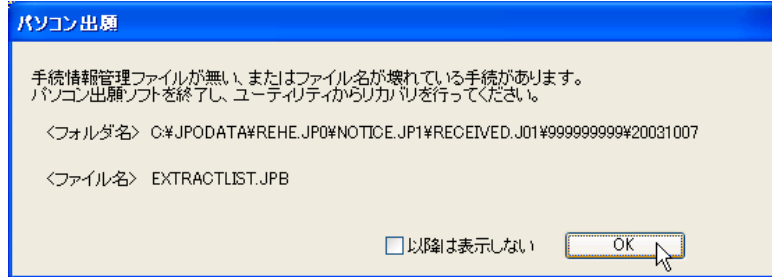 パソコン出願
手続情報管理ファイルが無い、またはファイル名が壊れている手続があります。
パソコン出願ソフトを終了し、ユーティリティからリカバリを行ってください。
<フォルダ名> C:¥JPODATA¥REHE.JP0¥NOTICE.JP1¥RECEIVED.J01¥999999999¥20031007
<ファイル名> EXTRACTLIST.JPB
以降は表示しない
OK